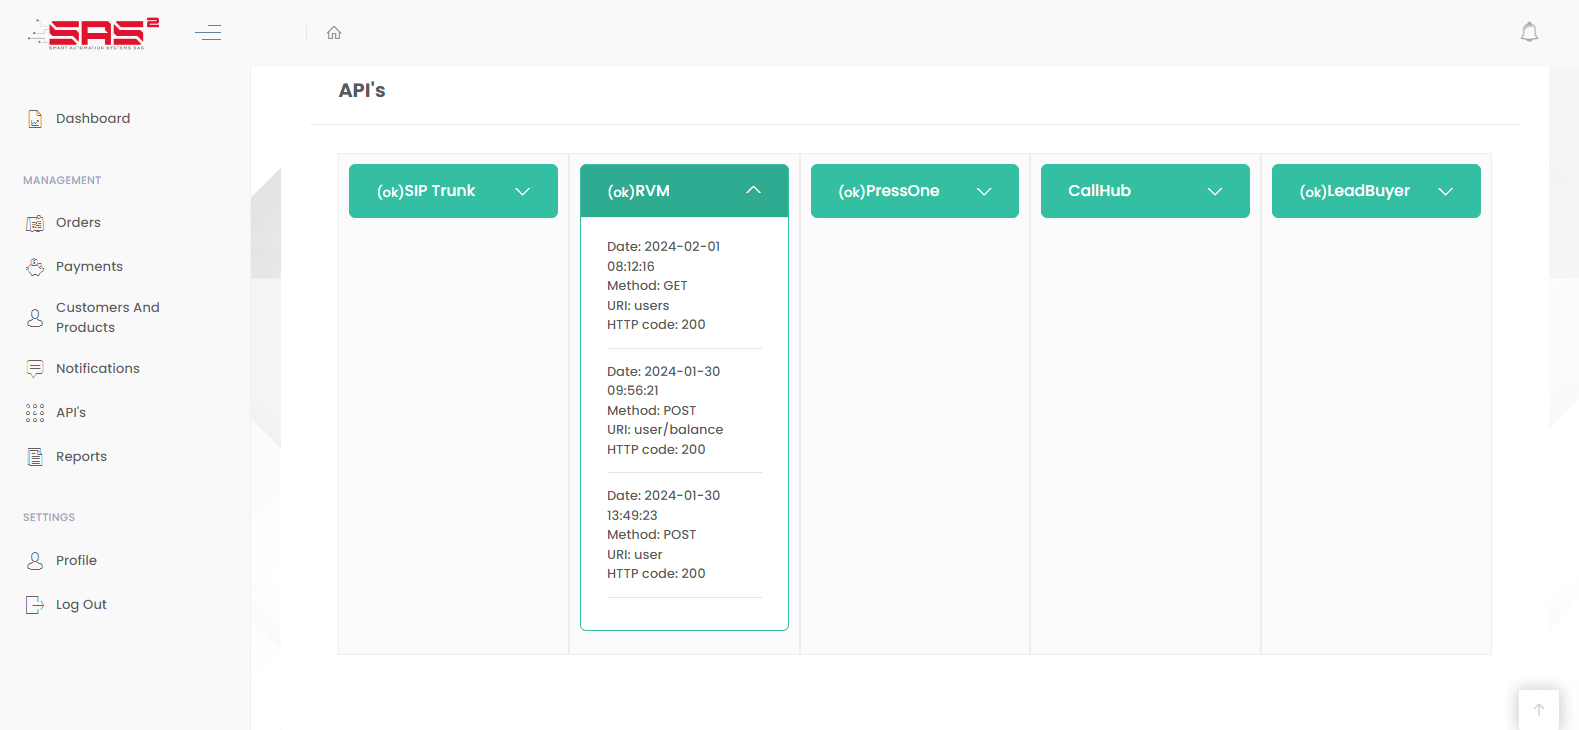 SAS2
SMART AUTOMATION SYSTEMS SAS
API's
Dashboard
MANAGEMENT
Orders
Payments
Customers And
Products
Notifications
API's
Reports
SETTINGS
Profile
Log Out
(ok)SIP Trunk
(ok)RVM
Date: 2024-02-01
08:12:16
Method: GET
URI: users
HTTP code: 200
Date: 2024-01-30
09:56:21
Method: POST
URI: user/balance
HTTP code: 200
Date: 2024-01-30
13:49:23
Method: POST
URI: user
HTTP code: 200
(ok)PressOne
CallHub
(ok)LeadBuyer